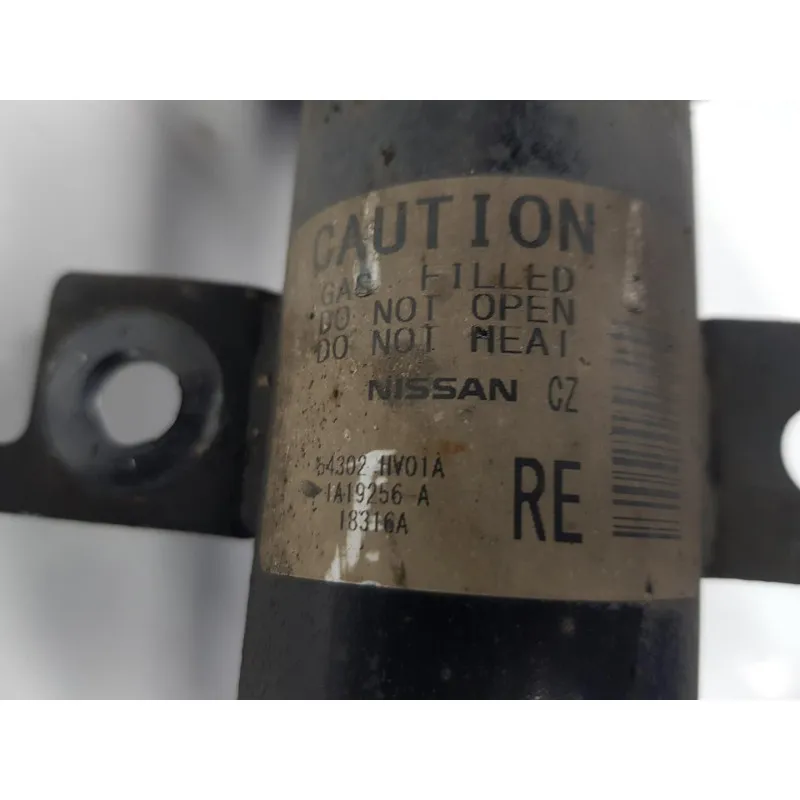 CAUTION
GAS FILLED
DO NOT OPEN
DO NOT HEAT
NISSAN CZ
54302 HV01A
1A19256-A
18316A
RE